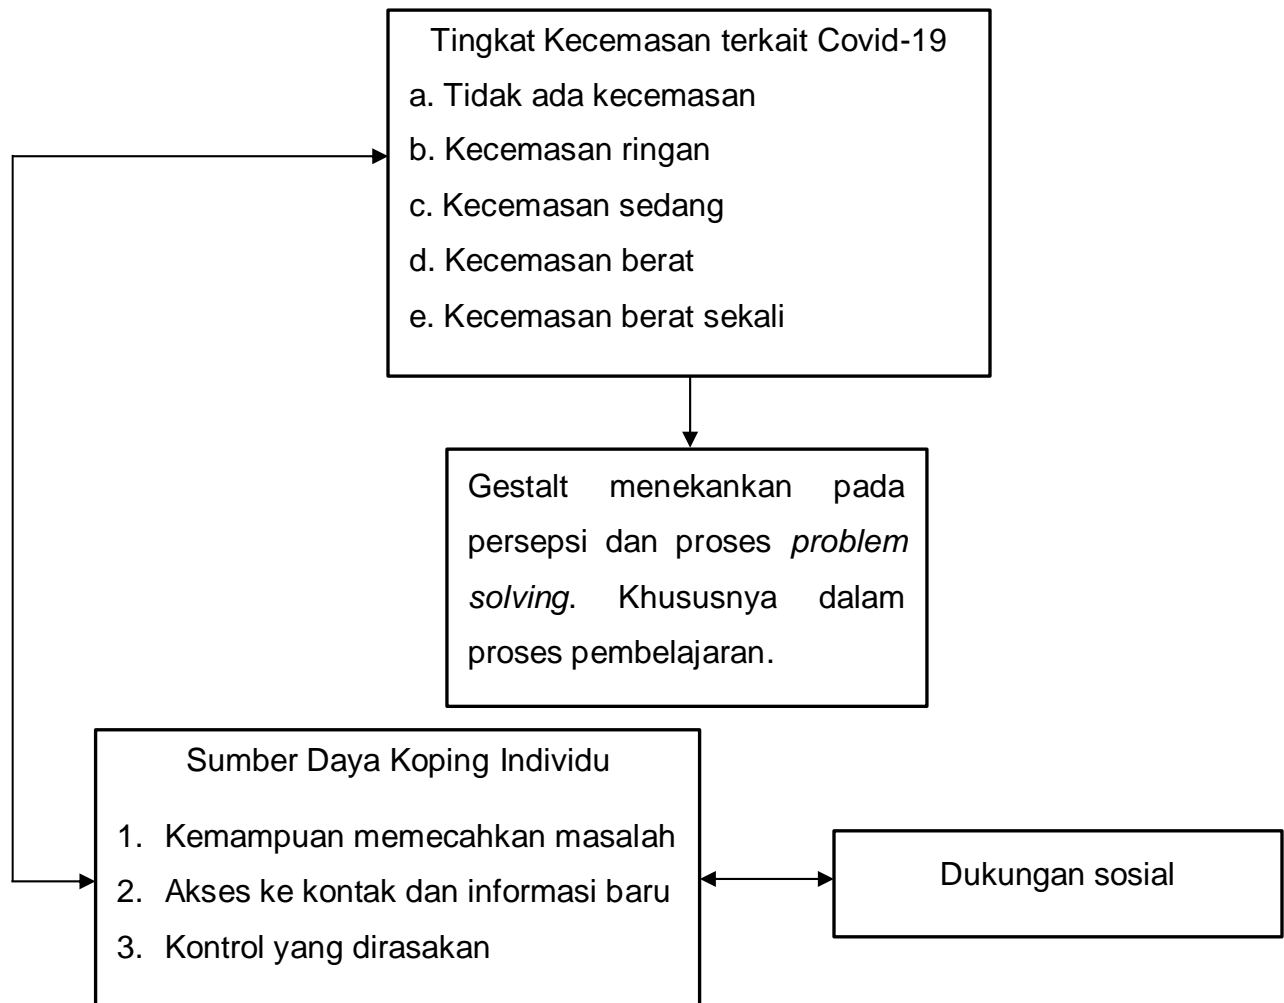 Tingkat Kecemasan terkait Covid-19
a. Tidak ada kecemasan
b. Kecemasan ringan
c. Kecemasan sedang
d. Kecemasan berat
e. Kecemasan berat sekali
Gestalt menekankan pada
persepsi dan proses problem
solving. Khususnya dalam
proses pembelajaran.
Sumber Daya Koping Individu
1. Kemampuan memecahkan masalah
2. Akses ke kontak dan informasi baru
3. Kontrol yang dirasakan
Dukungan sosial